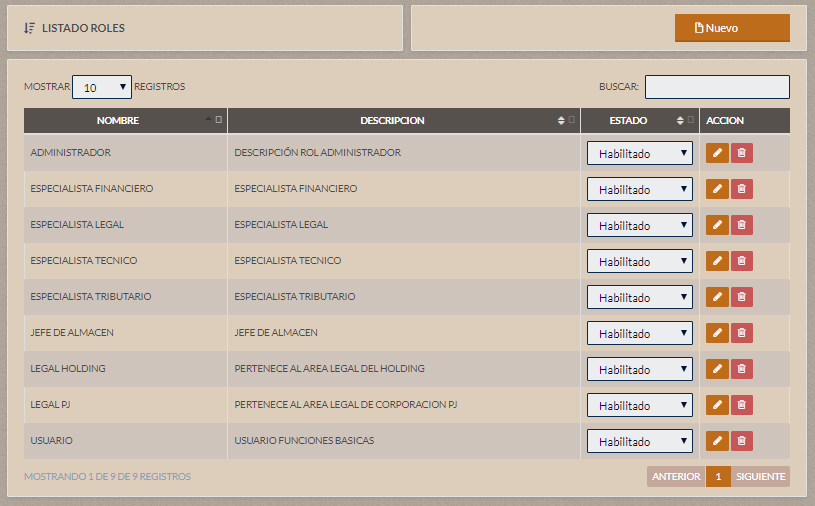 LISTADO ROLES
Nuevo
MOSTRAR 10 REGISTROS BUSCAR:
NOMBRE DESCRIPCION ESTADO ACCION
ADMINISTRADOR DESCRIPCIÓN ROL ADMINISTRADOR Habilitado
ESPECIALISTA FINANCIERO ESPECIALISTA FINANCIERO Habilitado
ESPECIALISTA LEGAL ESPECIALISTA LEGAL Habilitado
ESPECIALISTA TECNICO ESPECIALISTA TECNICO Habilitado
ESPECIALISTA TRIBUTARIO ESPECIALISTA TRIBUTARIO Habilitado
JEFE DE ALMACEN JEFE DE ALMACEN Habilitado
LEGAL HOLDING PERTENECE AL AREA LEGAL DEL HOLDING Habilitado
LEGAL PJ PERTENECE AL AREA LEGAL DE CORPORACION PJ Habilitado
USUARIO USUARIO FUNCIONES BASICAS Habilitado
MOSTRANDO 1 DE 9 DE 9 REGISTROS ANTERIOR 1 SIGUIENTE